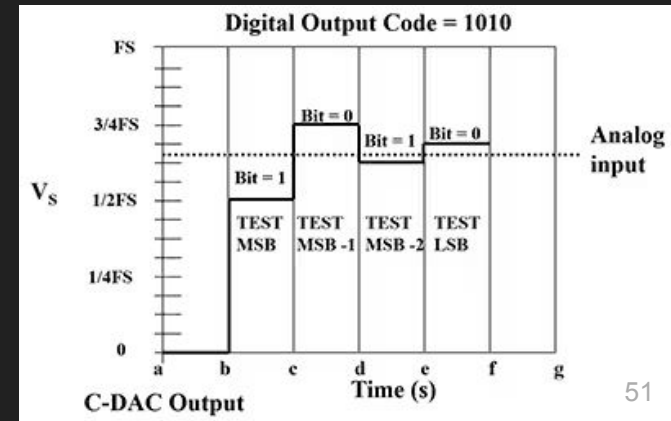 Digital Output Code = 1010
FS
3/4FS
1/2FS
1/4FS
0
VS
Bit = 1
Bit = 0
Bit = 1
Bit = 0
TEST MSB
TEST MSB -1
TEST MSB -2
TEST LSB
Analog
input
a b c d e f g
Time (s)
C-DAC Output
51